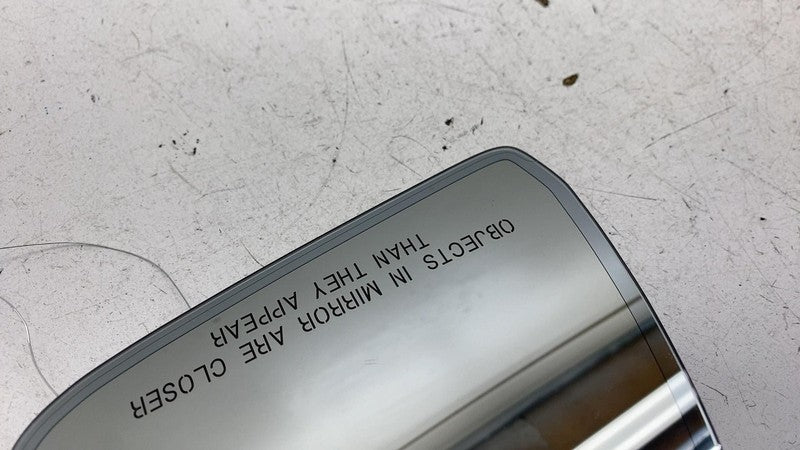 OBJECTS IN MIRROR ARE CLOSER
THAN THEY APPEAR